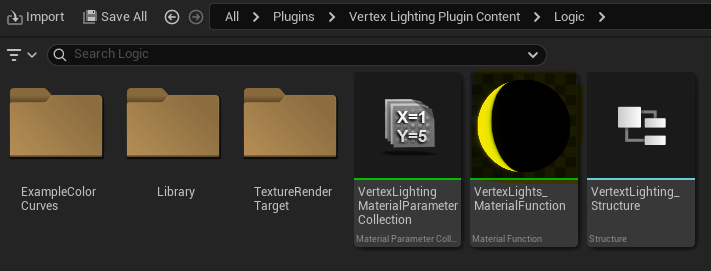 Import
Save All
All > Plugins > Vertex Lighting Plugin Content > Logic >
Search Logic
X=1
Y=5
ExampleColor
Curves
Library
TextureRender
Target
VertexLighting
MaterialParameter
Collection
Material Parameter Coll...
VertexLights_
MaterialFunction
Material Function
VertextLighting_
Structure
Structure